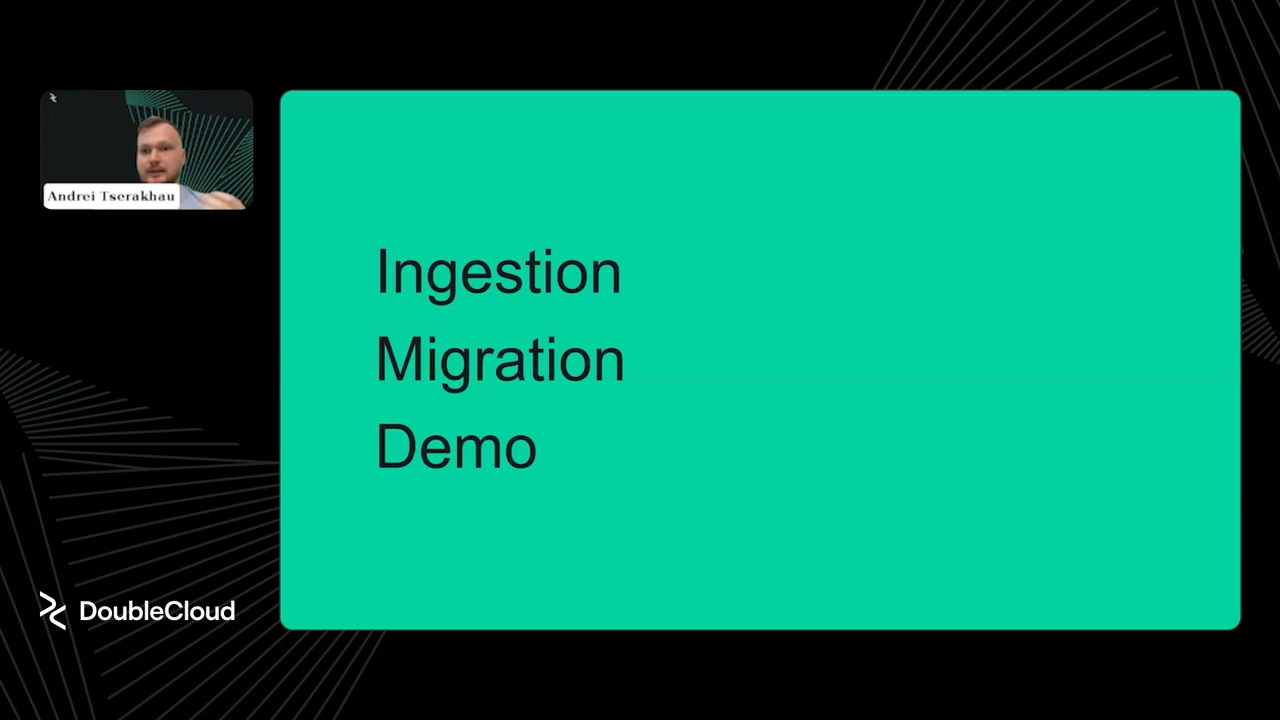 Andrei Tserakhau
Ingestion
Migration
Demo
DoubleCloud